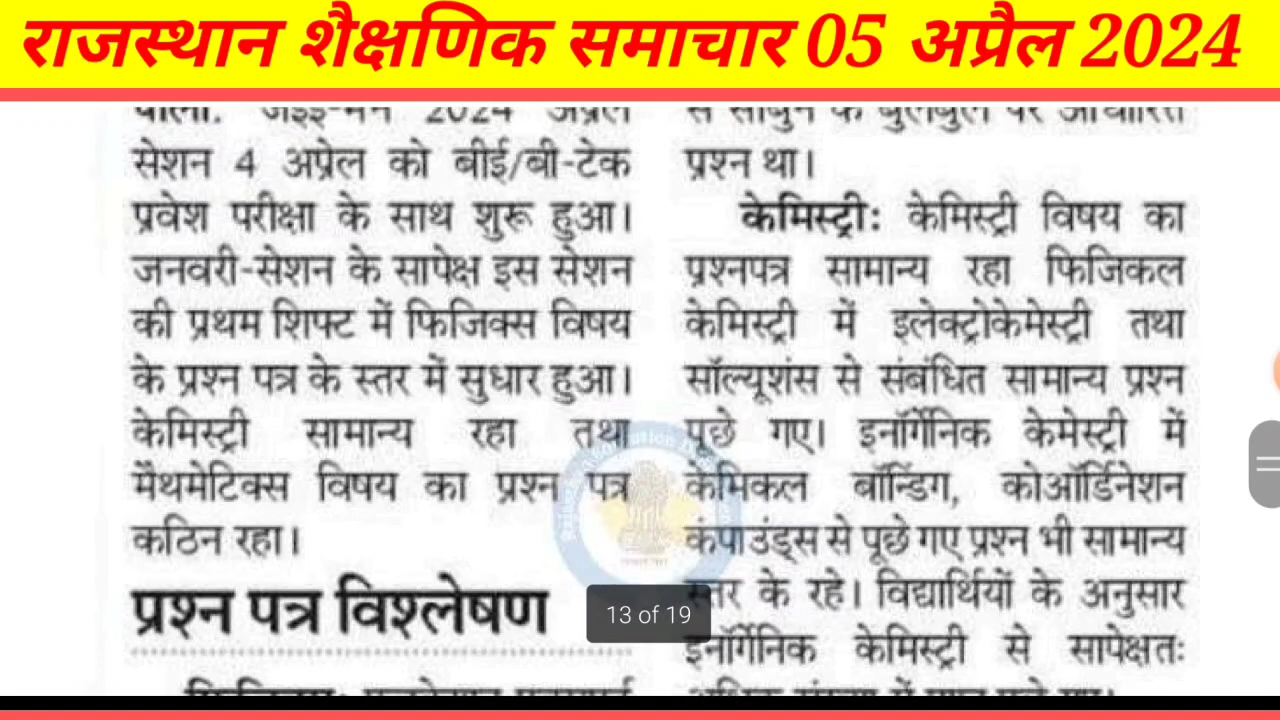 राजस्थान शैक्षणिक समाचार 05 अप्रैल 2024
सेशन 4 अप्रेल को बीई/बी-टेक
प्रवेश परीक्षा के साथ शुरू हुआ।
जनवरी-सेशन के सापेक्ष इस सेशन
की प्रथम शिफ्ट में फिजिक्स विषय
के प्रश्न पत्र के स्तर में सुधार हुआ।
केमिस्ट्री सामान्य रहा तथा
मैथमेटिक्स विषय का प्रश्न पत्र
कठिन रहा।
प्रश्न पत्र विश्लेषण
प्रश्न था।
केमिस्ट्री: केमिस्ट्री विषय का
प्रश्नपत्र सामान्य रहा फिजिकल
केमिस्ट्री में इलेक्ट्रोकेमेस्ट्री तथा
सॉल्यूशंस से संबंधित सामान्य प्रश्न
पूछे गए। इनॉर्गेनिक केमेस्ट्री में
केमिकल बॉन्डिंग, कोऑर्डिनेशन
कंपाउंड्स से पूछे गए प्रश्न भी सामान्य
स्तर के रहे। विद्यार्थियों के अनुसार
इनॉर्गेनिक केमिस्ट्री से सापेक्षतः
13 of 19